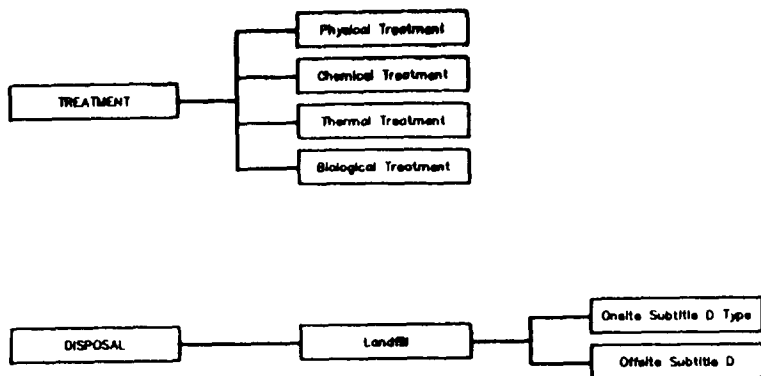 Physical Treatment
Chemical Treatment
TREATMENT
Thermal Treatment
Biological Treatment
Onsite Subtitle D Type
DISPOSAL
Landfill
Offsite Subtitle D